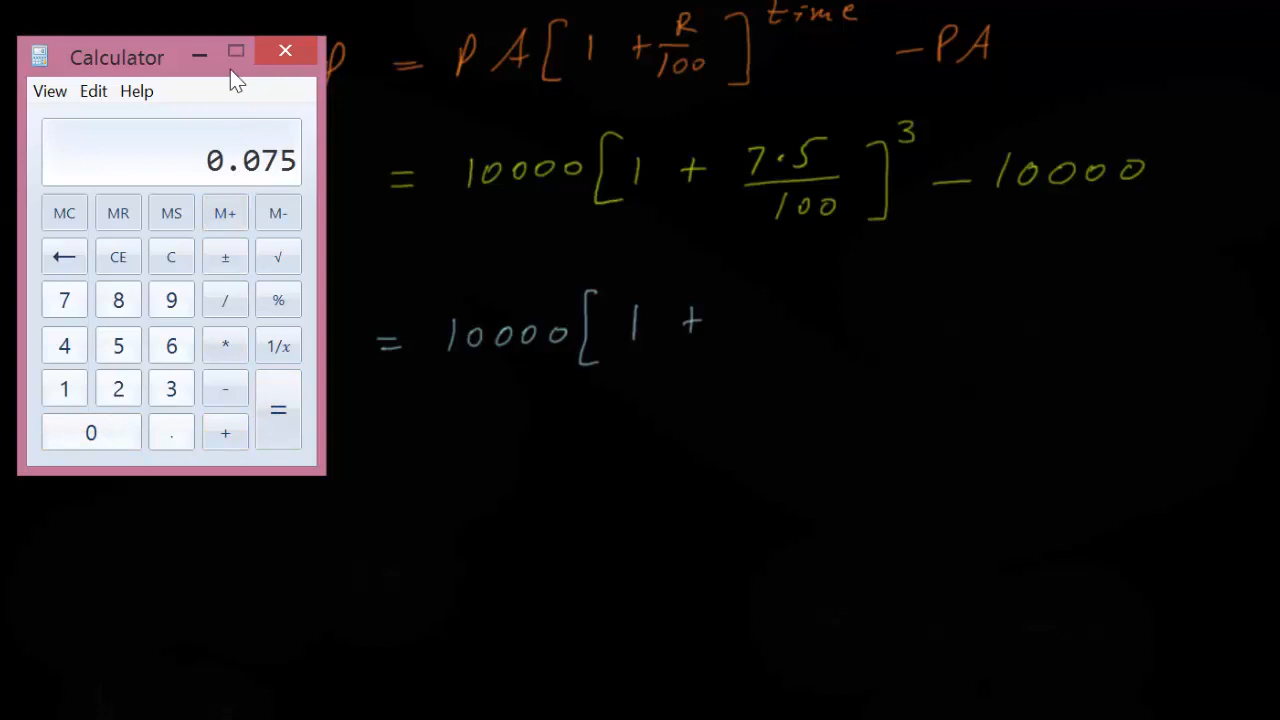 P = PA[1 + R/100]^time - PA
= 10000[1 + 7.5/100]^3 - 10000
= 10000[1 +
Calculator
View Edit Help
0.075
MC MR MS M+ M-
← CE C ± √
7 8 9 / %
4 5 6 * 1/x
1 2 3 - =
0 . +